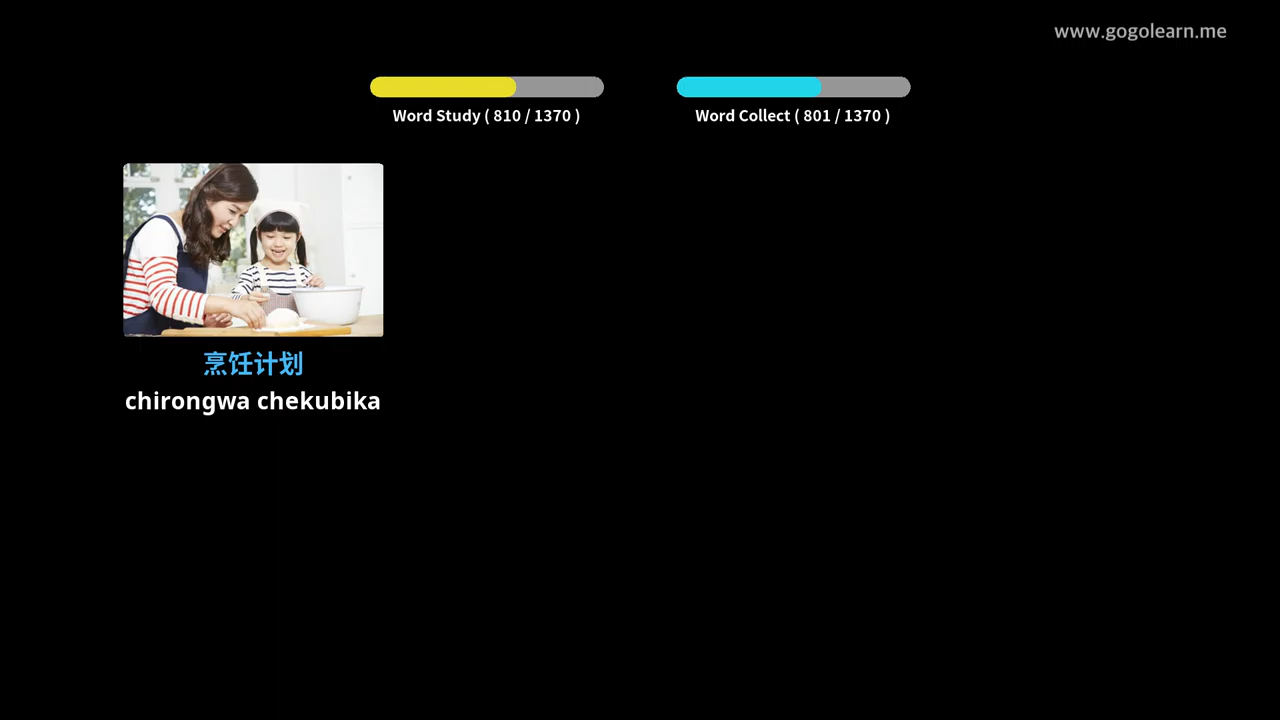 www.gogolearn.me
Word Study ( 810 / 1370 )
Word Collect ( 801 / 1370 )
烹饪计划
chirongwa chekubika